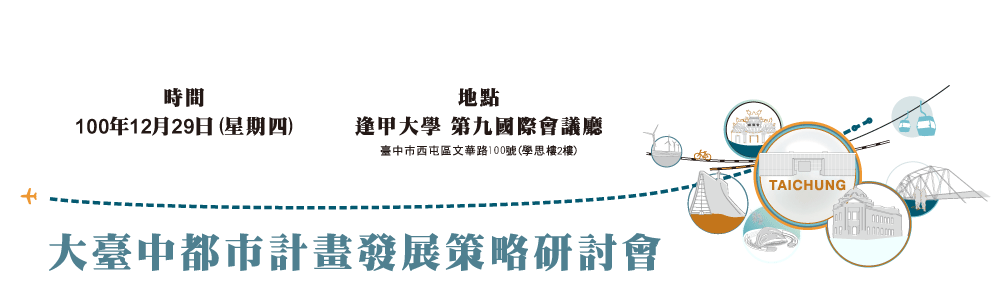 時間
100年12月29日(星期四)
地點
逢甲大學 第九國際會議廳
臺中市西屯區文華路100號(學思樓2樓)
TAICHUNG
大臺中都市計畫發展策略研討會